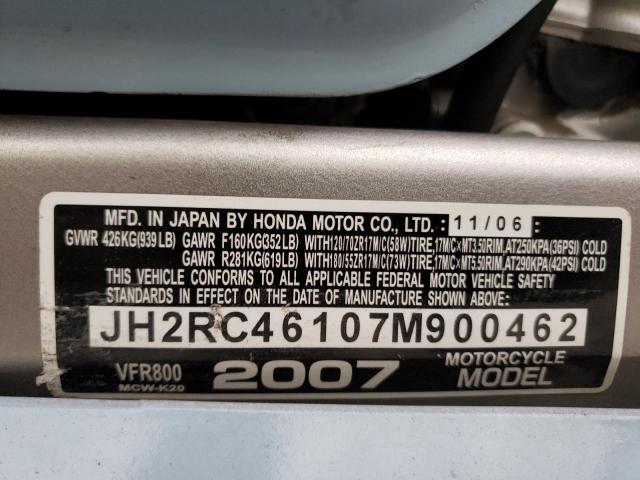 MFD. IN JAPAN BY HONDA MOTOR CO., LTD. : 11/06 :
GVWR 426KG(939LB) GAWR F160KG(352LB) WITH120/70ZR17M/C(58W)TIRE,17M/C×MT3.50RIM,AT250KPA(36PSI) COLD
GAWR R281KG(619LB) WITH180/55ZR17M/C(73W)TIRE,17M/C×MT5.50RIM,AT290KPA(42PSI) COLD
THIS VEHICLE CONFORMS TO ALL APPLICABLE FEDERAL MOTOR VEHICLE SAFETY
STANDARDS IN EFFECT ON THE DATE OF MANUFACTURE SHOWN ABOVE:
JH2RC46107M900462
VFR800 2007 MOTORCYCLE
MCW-K20 MODEL